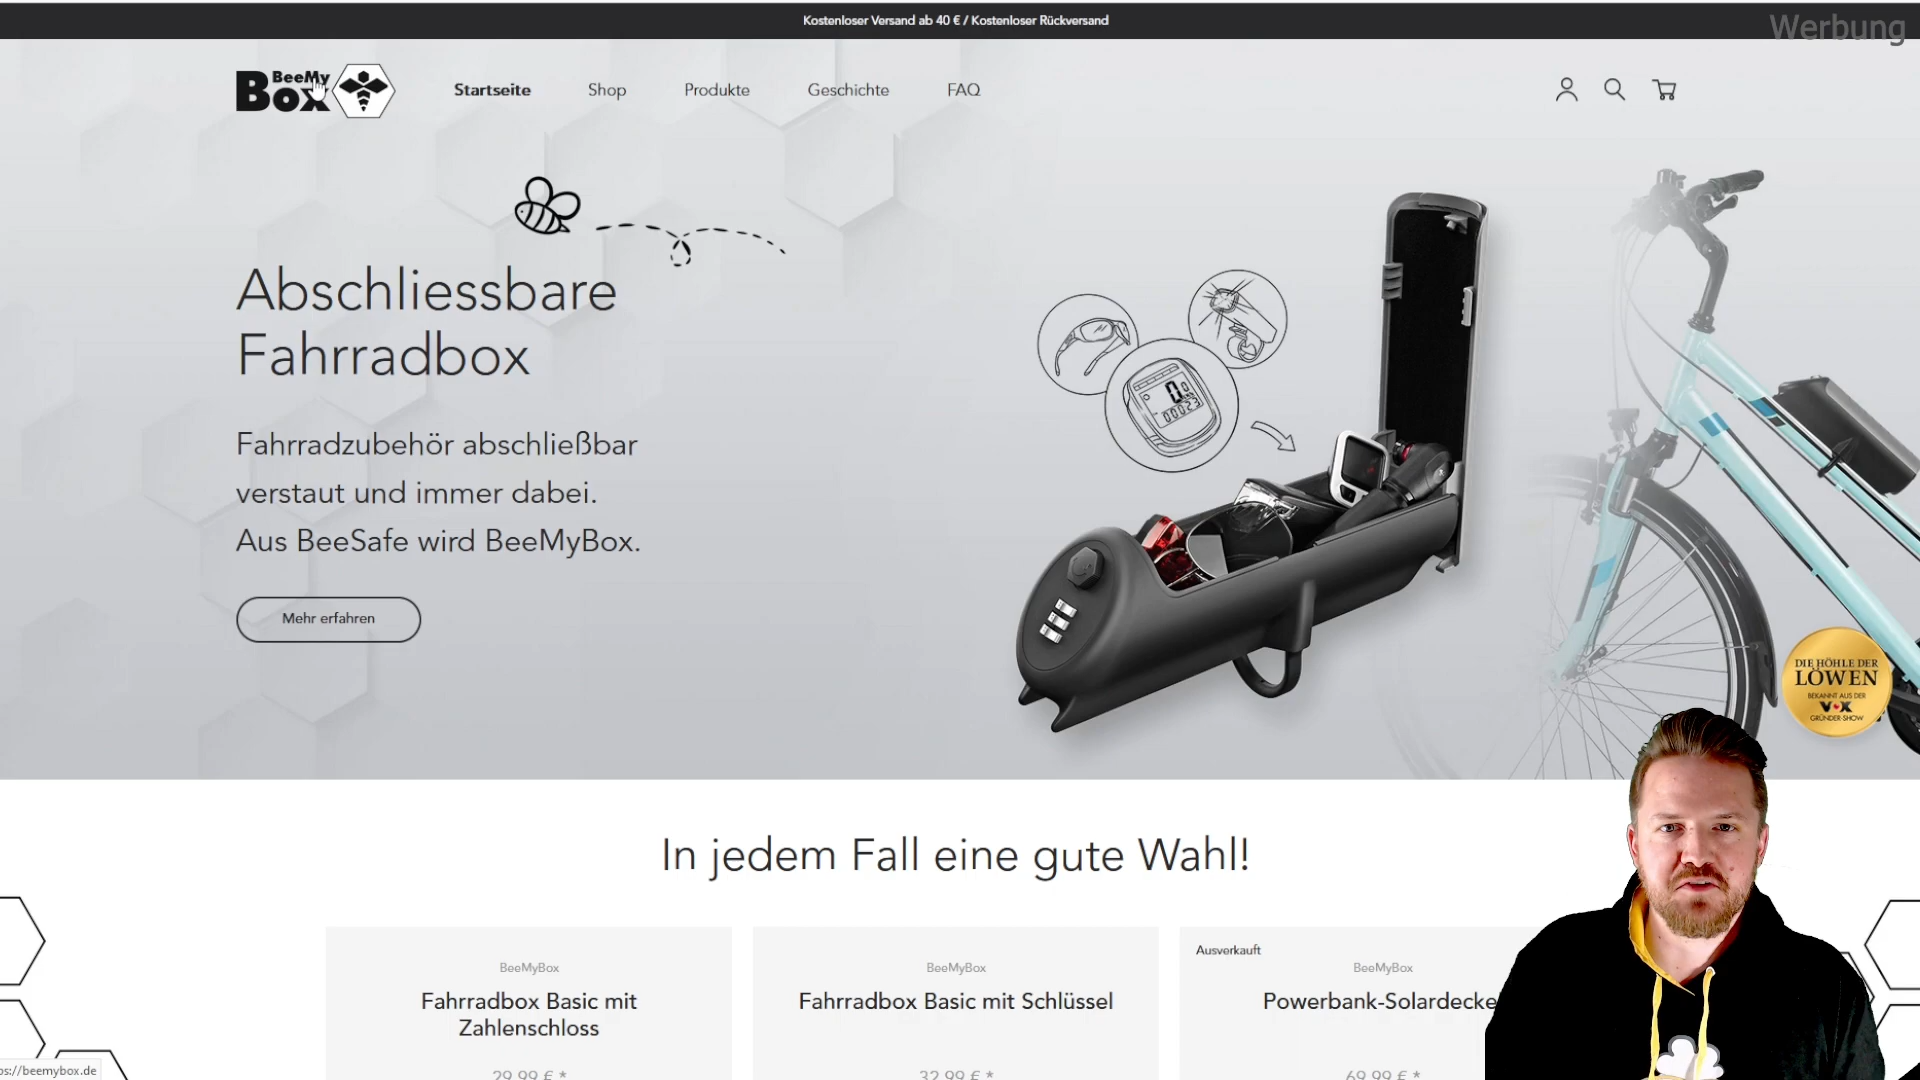 Kostenloser Versand ab 40 € / Kostenloser Rückversand
Werbung
BeeMy
Box
Startseite
Shop
Produkte
Geschichte
FAQ
Abschliessbare
Fahrradbox
Fahrradzubehör abschließbar
verstaut und immer dabei.
Aus BeeSafe wird BeeMyBox.
Mehr erfahren
DIE HÖHLE DER
LÖWEN
BEKANNT AUS DER
VOX
GRÜNDER-SHOW
In jedem Fall eine gute Wahl!
BeeMyBox
Fahrradbox Basic mit
Zahlenschloss
29,99 € *
BeeMyBox
Fahrradbox Basic mit Schlüssel
32,99 € *
Ausverkauft
BeeMyBox
Powerbank-Solardecke
69,99 € *
ps://beemybox.de